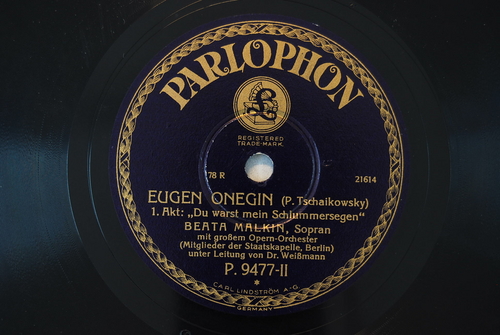 PARLOPHON
£
REGISTERED
TRADE-MARK.
78 R 21614
EUGEN ONEGIN (P. Tschaikowsky)
1. Akt: „Du warst mein Schlummersegen“
BEATA MALKIN, Sopran
mit großem Opern-Orchester
(Mitglieder der Staatskapelle, Berlin)
unter Leitung von Dr. Weißmann
P. 9477-II
*
CARL LINDSTRÖM A-G.
GERMANY